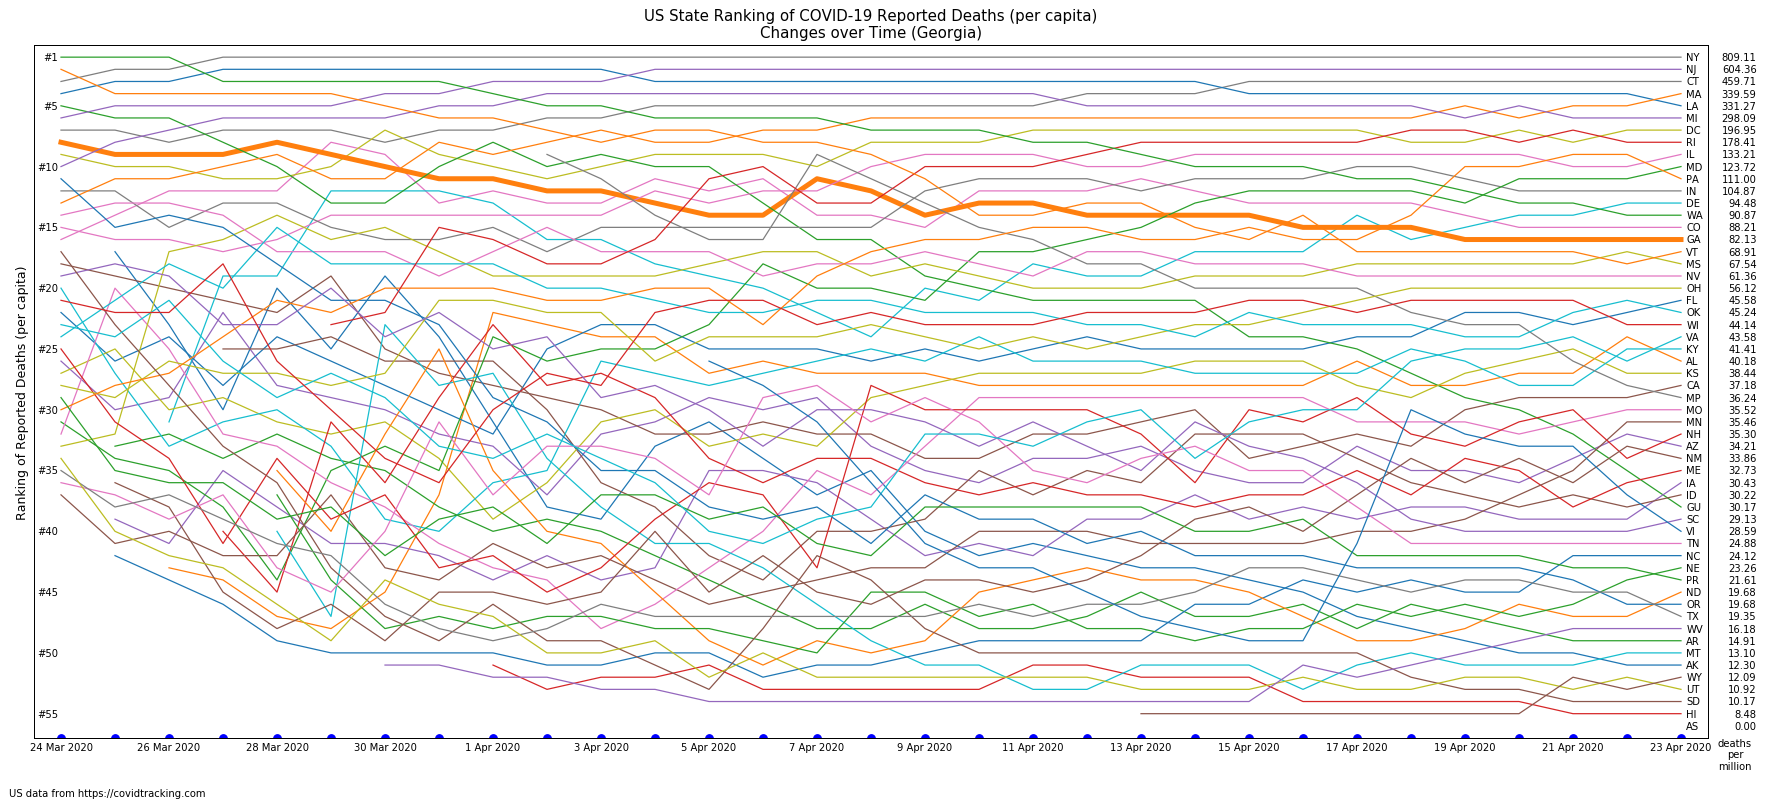 US State Ranking of COVID-19 Reported Deaths (per capita)
Changes over Time (Georgia)
Ranking of Reported Deaths (per capita)
#1
#5
#10
#15
#20
#25
#30
#35
#40
#45
#50
#55
NY 809.11
NJ 604.36
CT 459.71
MA 339.59
LA 331.27
MI 298.09
DC 196.95
RI 178.41
IL 133.21
MD 123.72
PA 111.00
IN 104.87
DE 94.48
WA 90.87
CO 88.21
GA 82.13
VT 68.91
MS 67.54
NV 61.36
OH 56.12
FL 45.58
OK 45.24
WI 44.14
VA 43.58
KY 41.41
AL 40.18
KS 38.44
CA 37.18
MP 36.24
MO 35.52
MN 35.46
NH 35.30
AZ 34.21
NM 33.86
ME 32.73
IA 30.43
ID 30.22
GU 30.17
SC 29.13
VI 28.59
TN 24.88
NC 24.12
NE 23.26
PR 21.61
ND 19.68
OR 19.68
TX 19.35
WV 16.18
AR 14.91
MT 13.10
AK 12.30
WY 12.09
UT 10.92
SD 10.17
HI 8.48
AS 0.00
24 Mar 2020 26 Mar 2020 28 Mar 2020 30 Mar 2020 1 Apr 2020 3 Apr 2020 5 Apr 2020 7 Apr 2020 9 Apr 2020 11 Apr 2020 13 Apr 2020 15 Apr 2020 17 Apr 2020 19 Apr 2020 21 Apr 2020 23 Apr 2020
deaths
per
million
US data from https://covidtracking.com